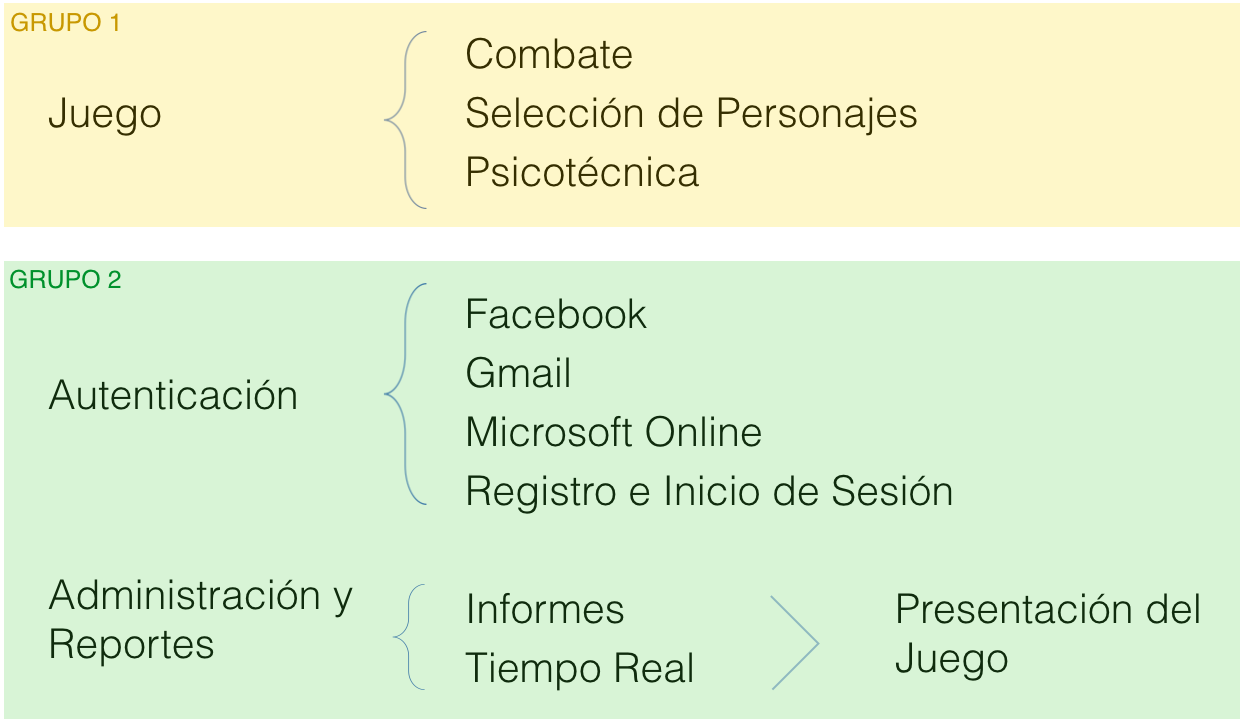 GRUPO 1
Juego
Combate
Selección de Personajes
Psicotécnica
GRUPO 2
Autenticación
Facebook
Gmail
Microsoft Online
Registro e Inicio de Sesión
Administración y
Reportes
Informes
Tiempo Real
Presentación del
Juego